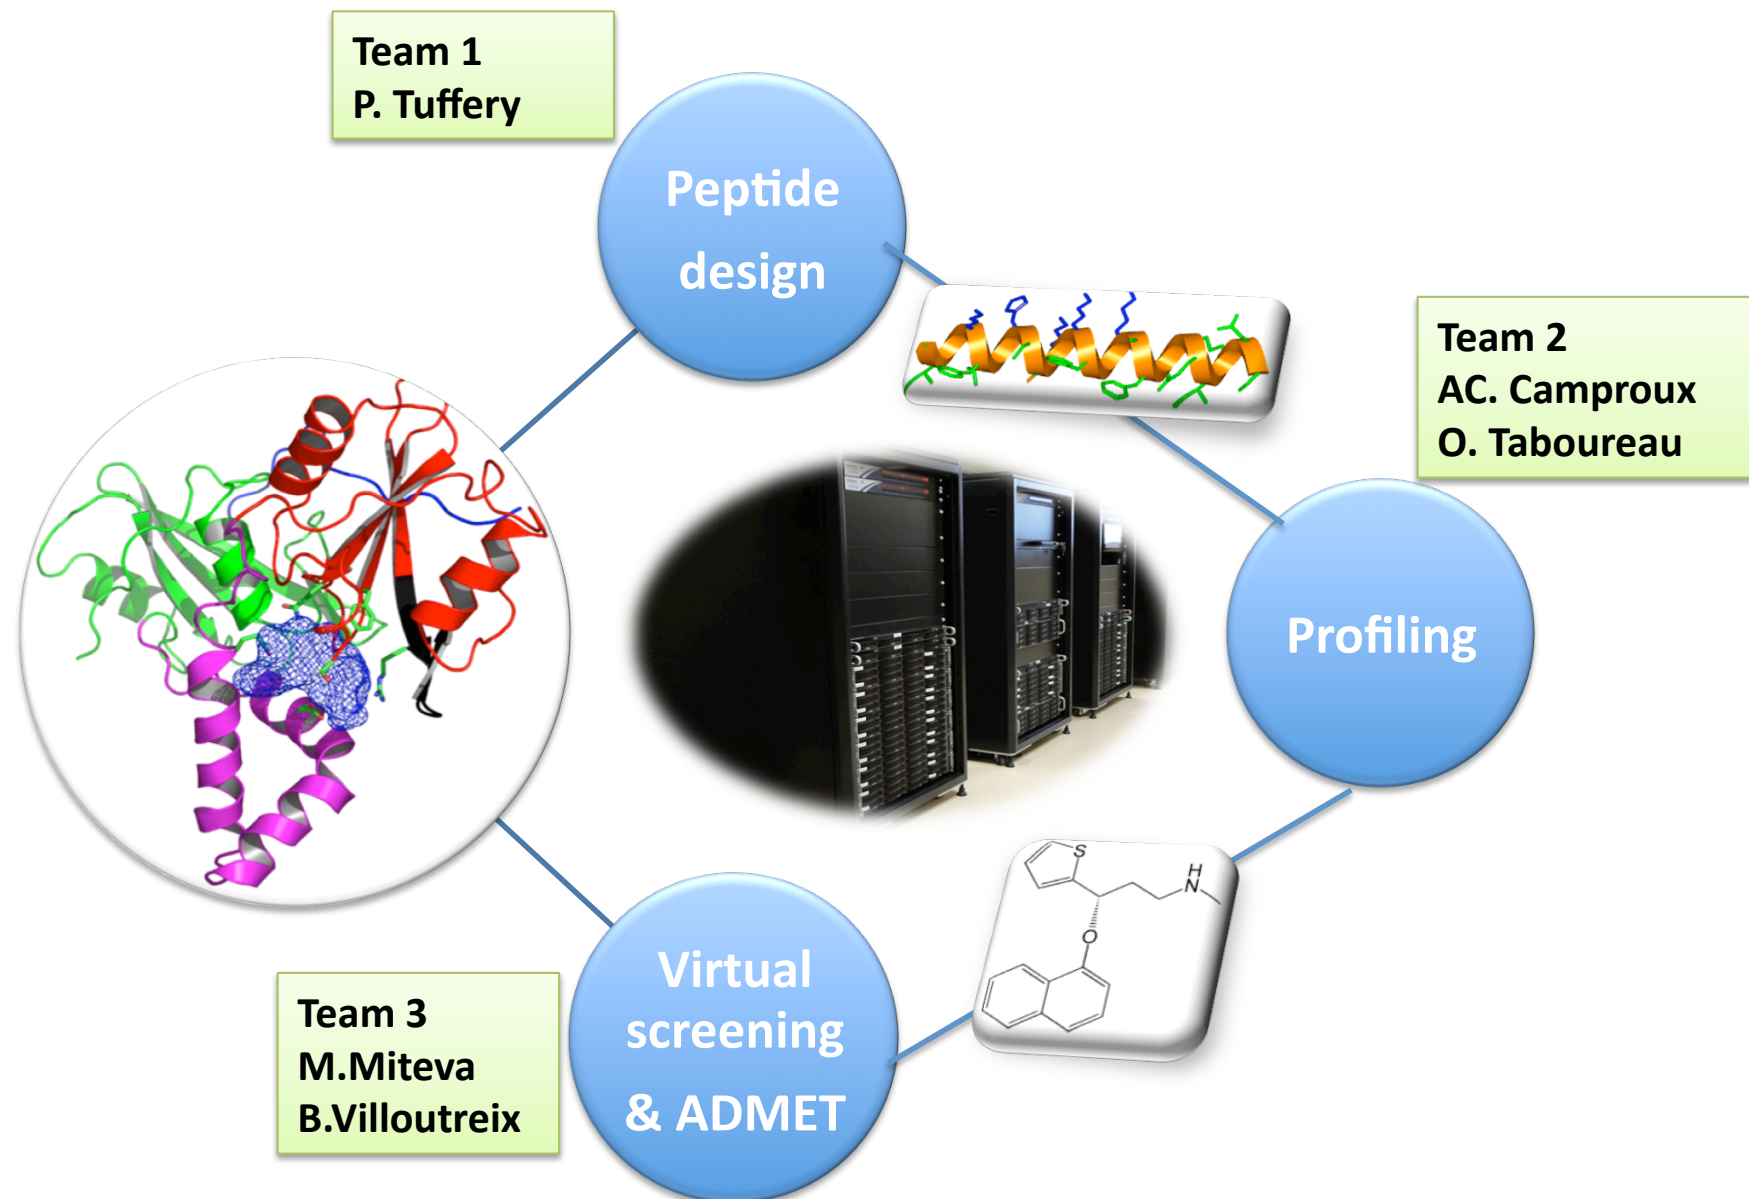 Team 1
P. Tuffery
Peptide
design
Team 2
AC. Camproux
O. Taboureau
Profiling
S
H
N
O
Virtual
screening
& ADMET
Team 3
M.Miteva
B.Villoutreix